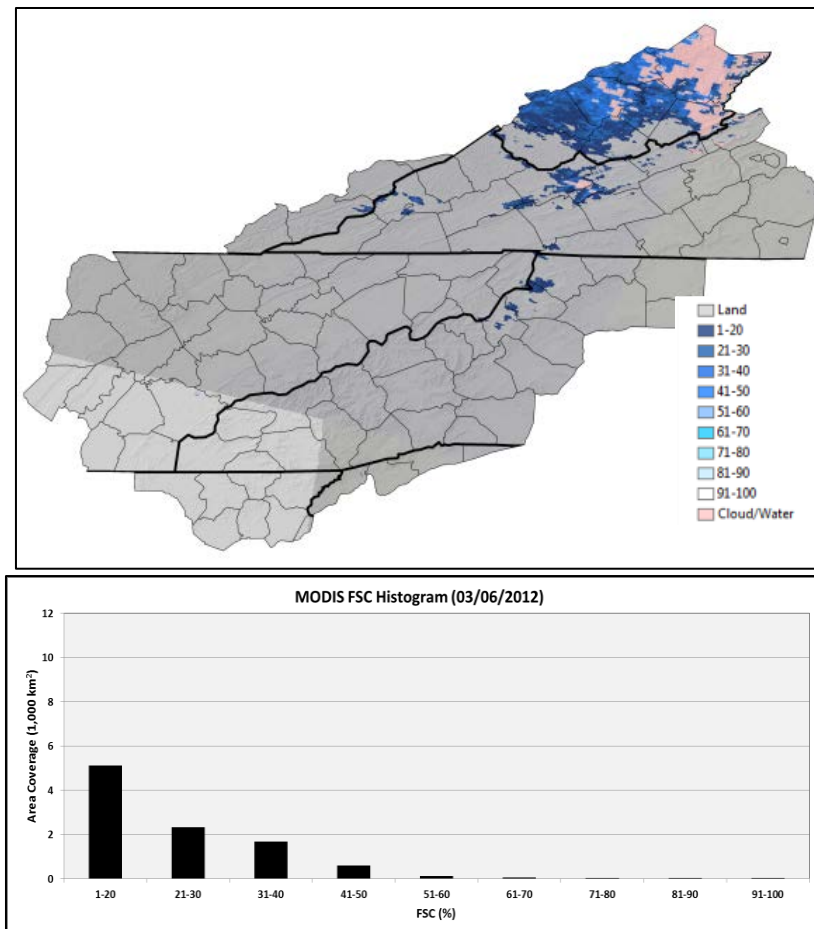 Land
1-20
21-30
31-40
41-50
51-60
61-70
71-80
81-90
91-100
Cloud/Water
MODIS FSC Histogram (03/06/2012)
Area Coverage (1,000 km²)
12
10
8
6
4
2
0
1-20 21-30 31-40 41-50 51-60 61-70 71-80 81-90 91-100
FSC (%)